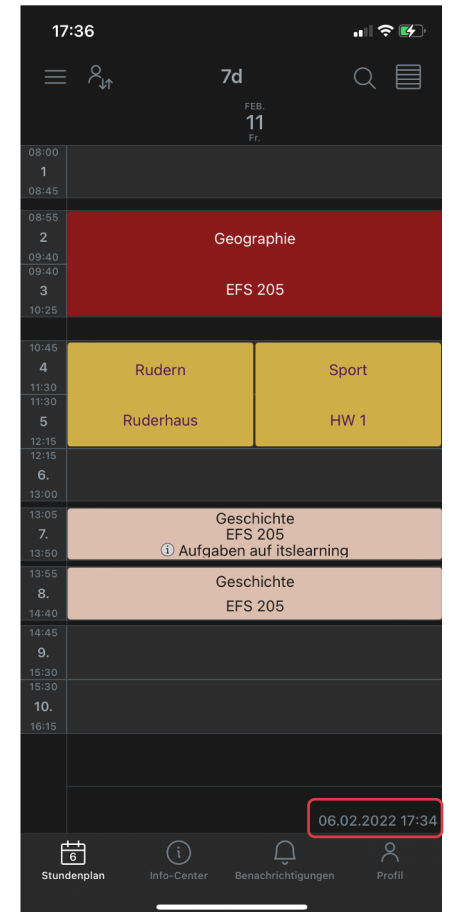 17:36
7d
FEB.
11
Fr.
08:00
1
08:45
08:55
2
09:40
Geographie
09:40
3
10:25
EFS 205
10:45
4
11:30
Rudern
Sport
11:30
5
12:15
Ruderhaus
HW 1
12:15
6.
13:00
13:05
7.
13:50
Geschichte
EFS 205
Aufgaben auf itslearning
13:55
8.
14:40
Geschichte
EFS 205
14:45
9.
15:30
15:30
10.
16:15
06.02.2022 17:34
6
Stundenplan
Info-Center
Benachrichtigungen
Profil